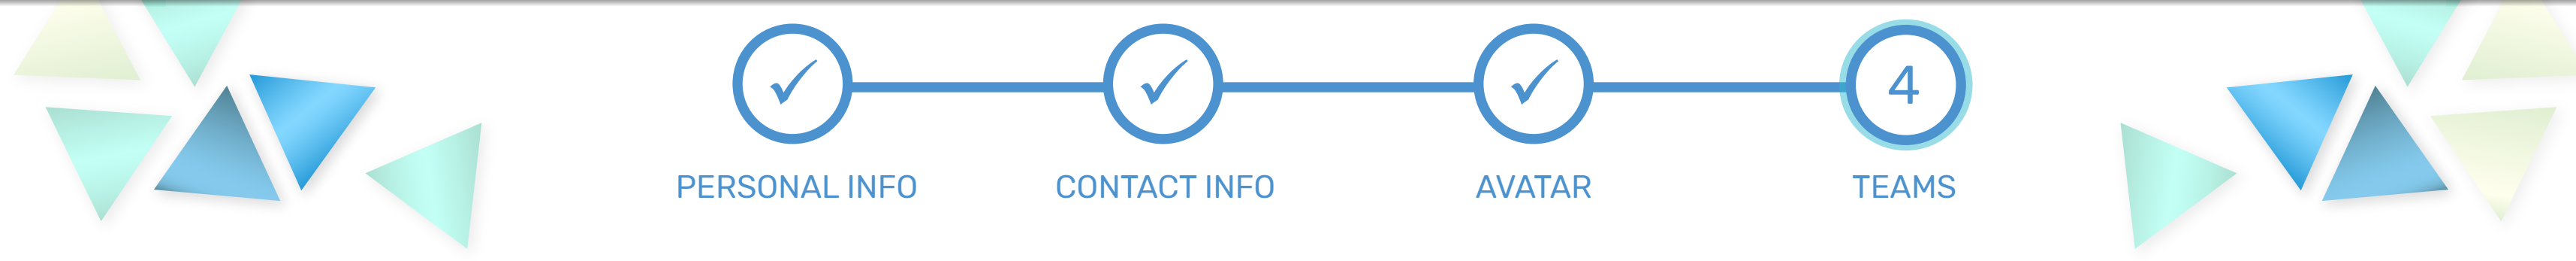 4
PERSONAL INFO CONTACT INFO AVATAR TEAMS